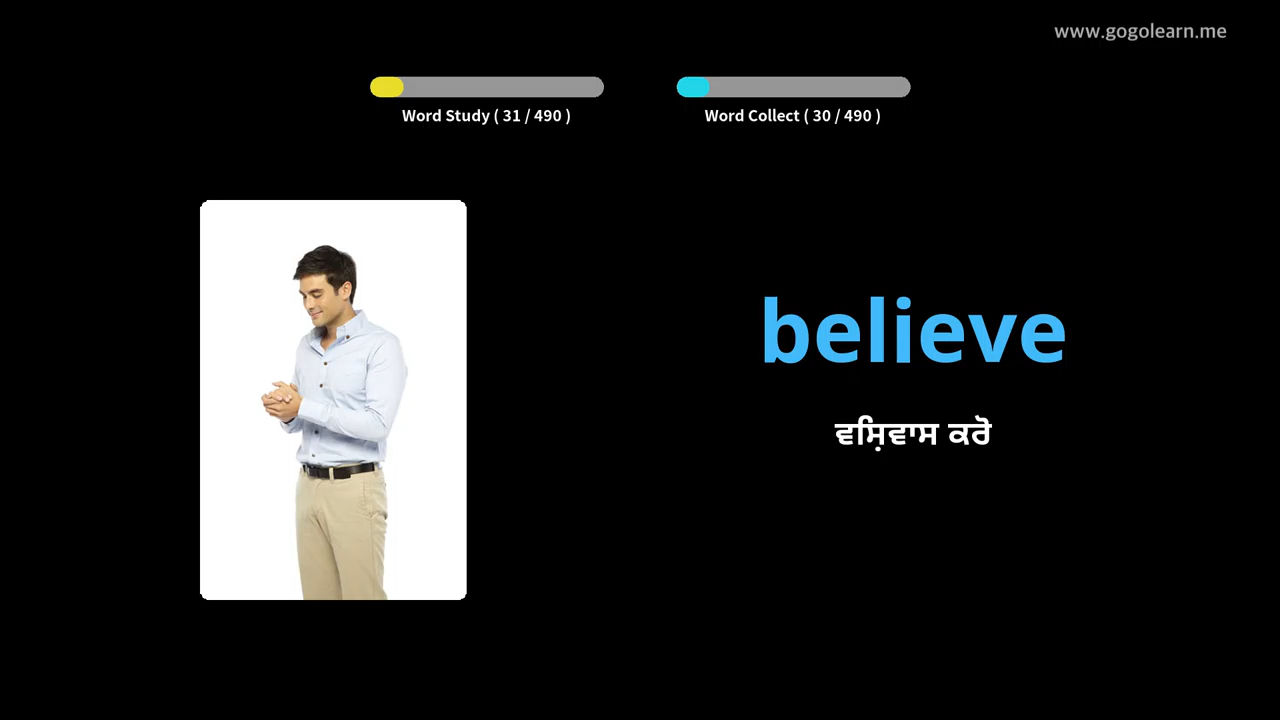 www.gogolearn.me
Word Study ( 31 / 490 )
Word Collect ( 30 / 490 )
believe
ਵਿਸ਼ਵਾਸ ਕਰੋ